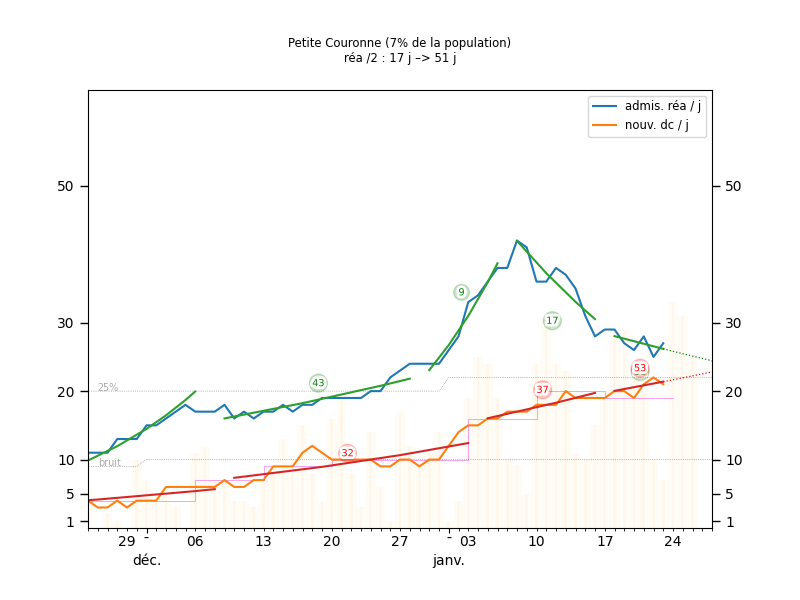 Petite Couronne (7% de la population)
réa /2 : 17 j –> 51 j
admis. réa / j
nouv. dc / j
50 50
30 30
20 20
10 10
5 5
1 1
25%
bruit
9
17
43
53
37
32
29 - 06 13 20 27 - 03 10 17 24
déc. janv.